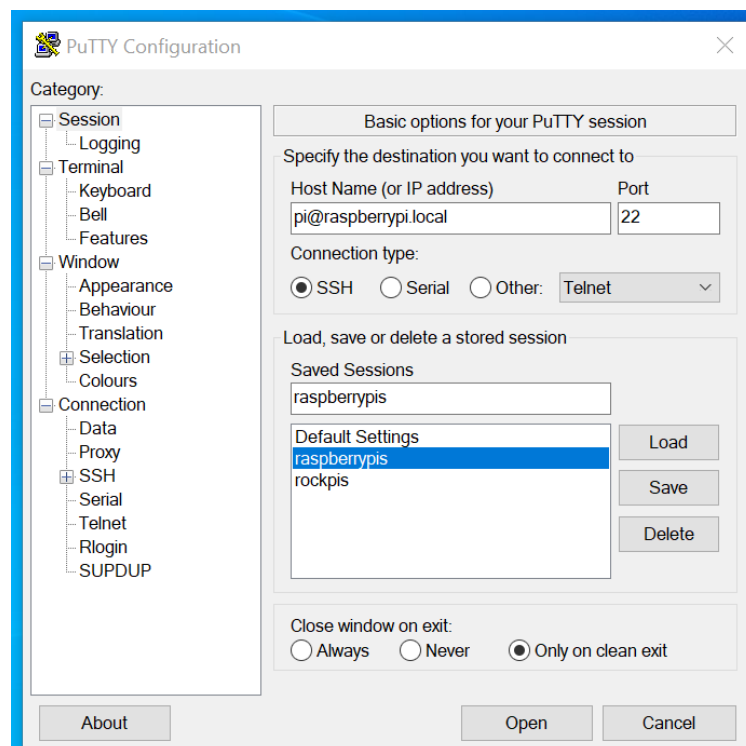 PuTTY Configuration
Category:
Session
Logging
Terminal
Keyboard
Bell
Features
Window
Appearance
Behaviour
Translation
Selection
Colours
Connection
Data
Proxy
SSH
Serial
Telnet
Rlogin
SUPDUP
Basic options for your PuTTY session
Specify the destination you want to connect to
Host Name (or IP address) Port
pi@raspberrypi.local 22
Connection type:
SSH Serial Other: Telnet
Load, save or delete a stored session
Saved Sessions
raspberrypis
Default Settings
raspberrypis
rockpis
Load
Save
Delete
Close window on exit:
Always Never Only on clean exit
About Open Cancel